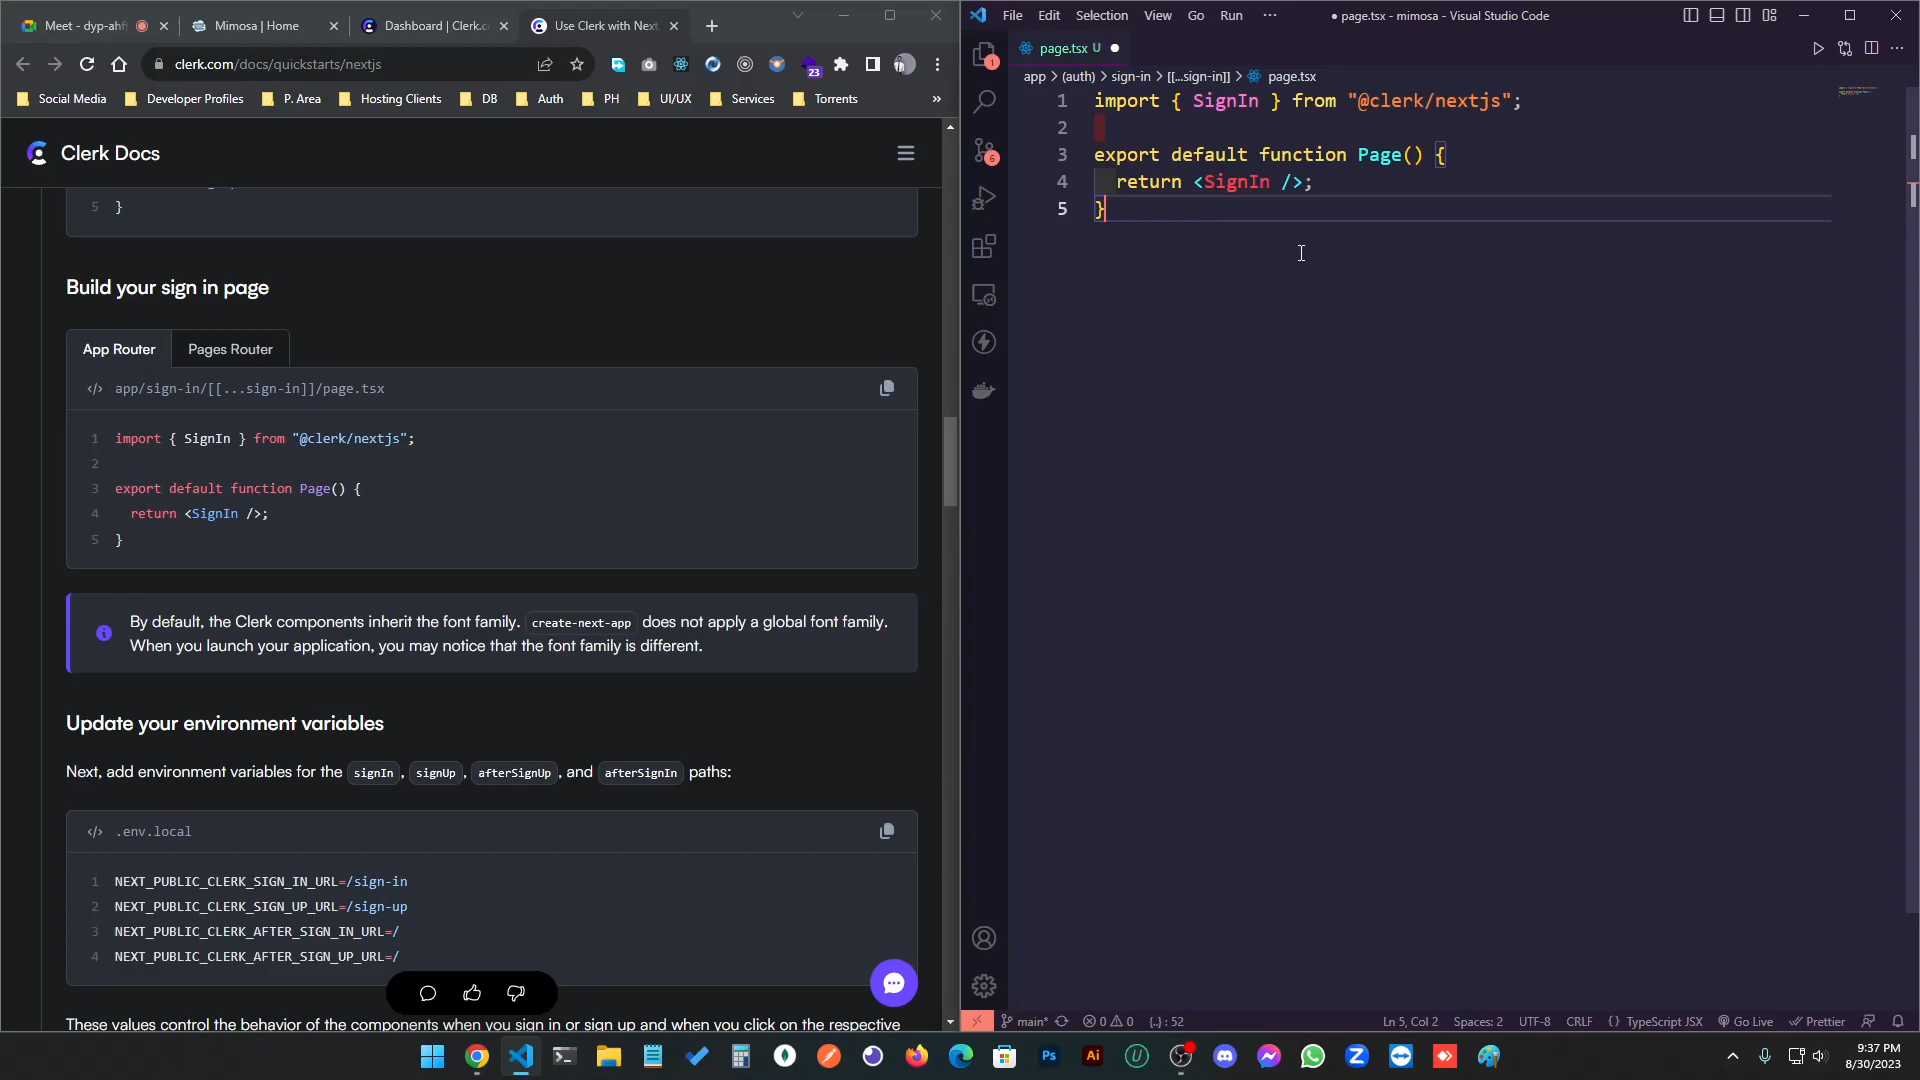 Meet - dyp-ahf
Mimosa | Home
Dashboard | Clerk.c
Use Clerk with Next
clerk.com/docs/quickstarts/nextjs
23
Social Media
Developer Profiles
P. Area
Hosting Clients
DB
Auth
PH
UI/UX
Services
Torrents
»
Clerk Docs
5 }
Build your sign in page
App Router
Pages Router
</> app/sign-in/[[...sign-in]]/page.tsx
1 import { SignIn } from "@clerk/nextjs";
2
3 export default function Page() {
4 return <SignIn />;
5 }
By default, the Clerk components inherit the font family. create-next-app does not apply a global font family.
When you launch your application, you may notice that the font family is different.
Update your environment variables
Next, add environment variables for the signIn, signUp, afterSignUp, and afterSignIn paths:
</> .env.local
1 NEXT_PUBLIC_CLERK_SIGN_IN_URL=/sign-in
2 NEXT_PUBLIC_CLERK_SIGN_UP_URL=/sign-up
3 NEXT_PUBLIC_CLERK_AFTER_SIGN_IN_URL=/
4 NEXT_PUBLIC_CLERK_AFTER_SIGN_UP_URL=/
These values control the behavior of the components when you sign in or sign up and when you click on the respective
File Edit Selection View Go Run ···
● page.tsx - mimosa - Visual Studio Code
page.tsx U ●
app > (auth) > sign-in > [[...sign-in]] > page.tsx
1 import { SignIn } from "@clerk/nextjs";
2
3 export default function Page() {
4 return <SignIn />;
5 }
1
6
main*
0 0
{..} : 52
Ln 5, Col 2
Spaces: 2
UTF-8
CRLF
{} TypeScript JSX
Go Live
Prettier
Ps
Ai
9:37 PM
8/30/2023